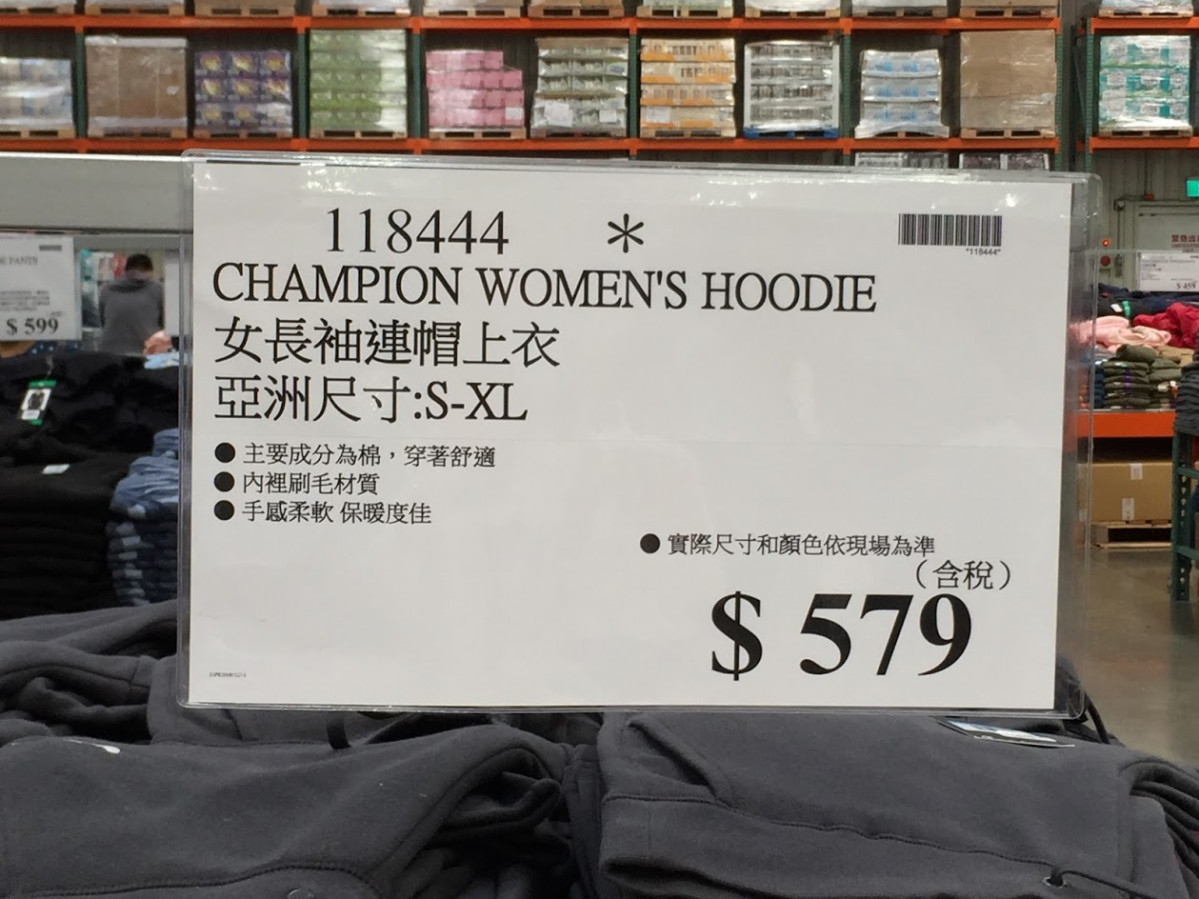 118444 *
"118444"
CHAMPION WOMEN'S HOODIE
女長袖連帽上衣
亞洲尺寸:S-XL
● 主要成分為棉，穿著舒適
● 內裡刷毛材質
● 手感柔軟 保暖度佳
● 實際尺寸和顏色依現場為準
（含稅）
$ 579
$ 599
$ 459